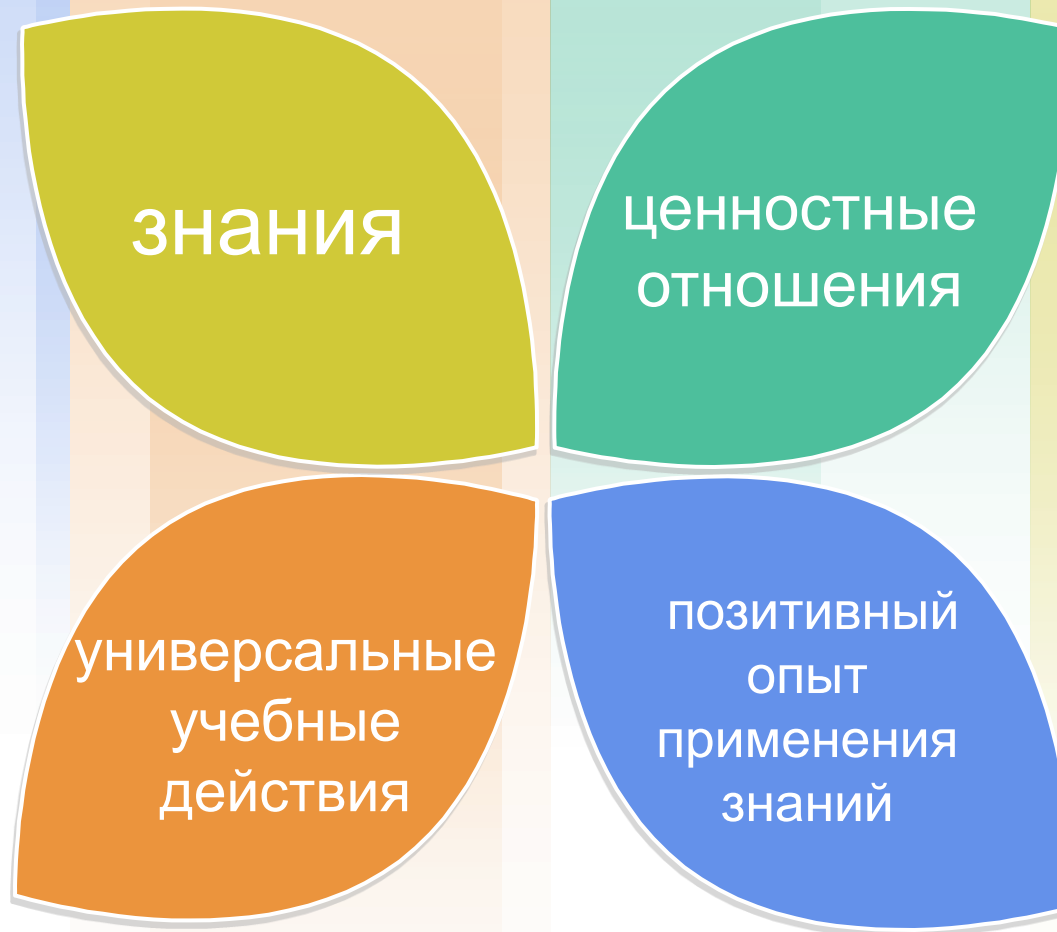 знания
ценностные
отношения
универсальные
учебные
действия
позитивный
опыт
применения
знаний